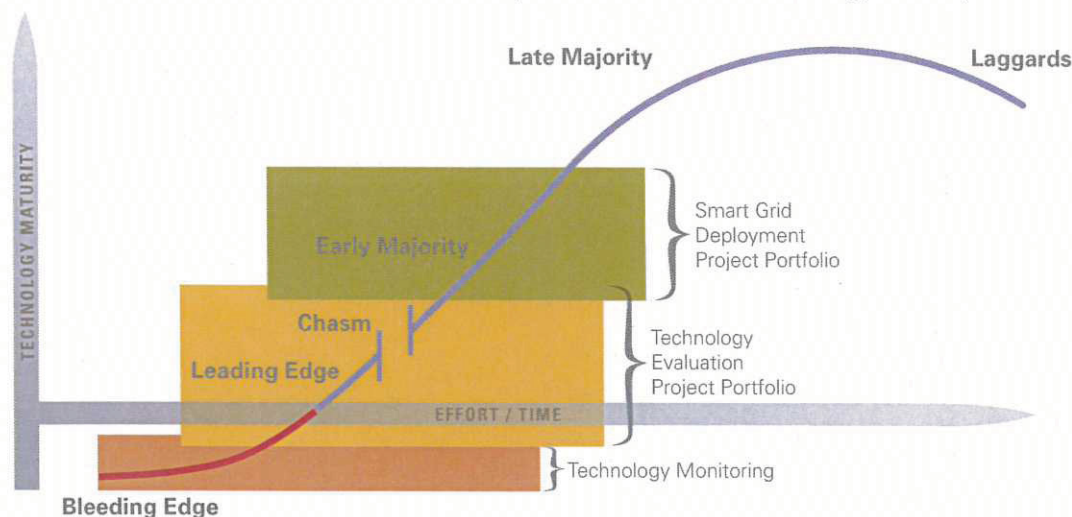 Late Majority
Laggards
TECHNOLOGY MATURITY
Smart Grid
Deployment
Project Portfolio
Early Majority
Chasm
Technology
Evaluation
Project Portfolio
Leading Edge
EFFORT / TIME
Technology Monitoring
Bleeding Edge